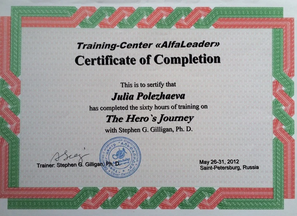 Training-Center «AlfaLeader»
Certificate of Completion
This is to certify that
Julia Polezhaeva
has completed the sixty hours of training on
The Hero`s Journey
with Stephen G. Gilligan, Ph. D.
Trainer: Stephen G. Gilligan, Ph. D.
May 26-31, 2012
Saint-Petersburg, Russia